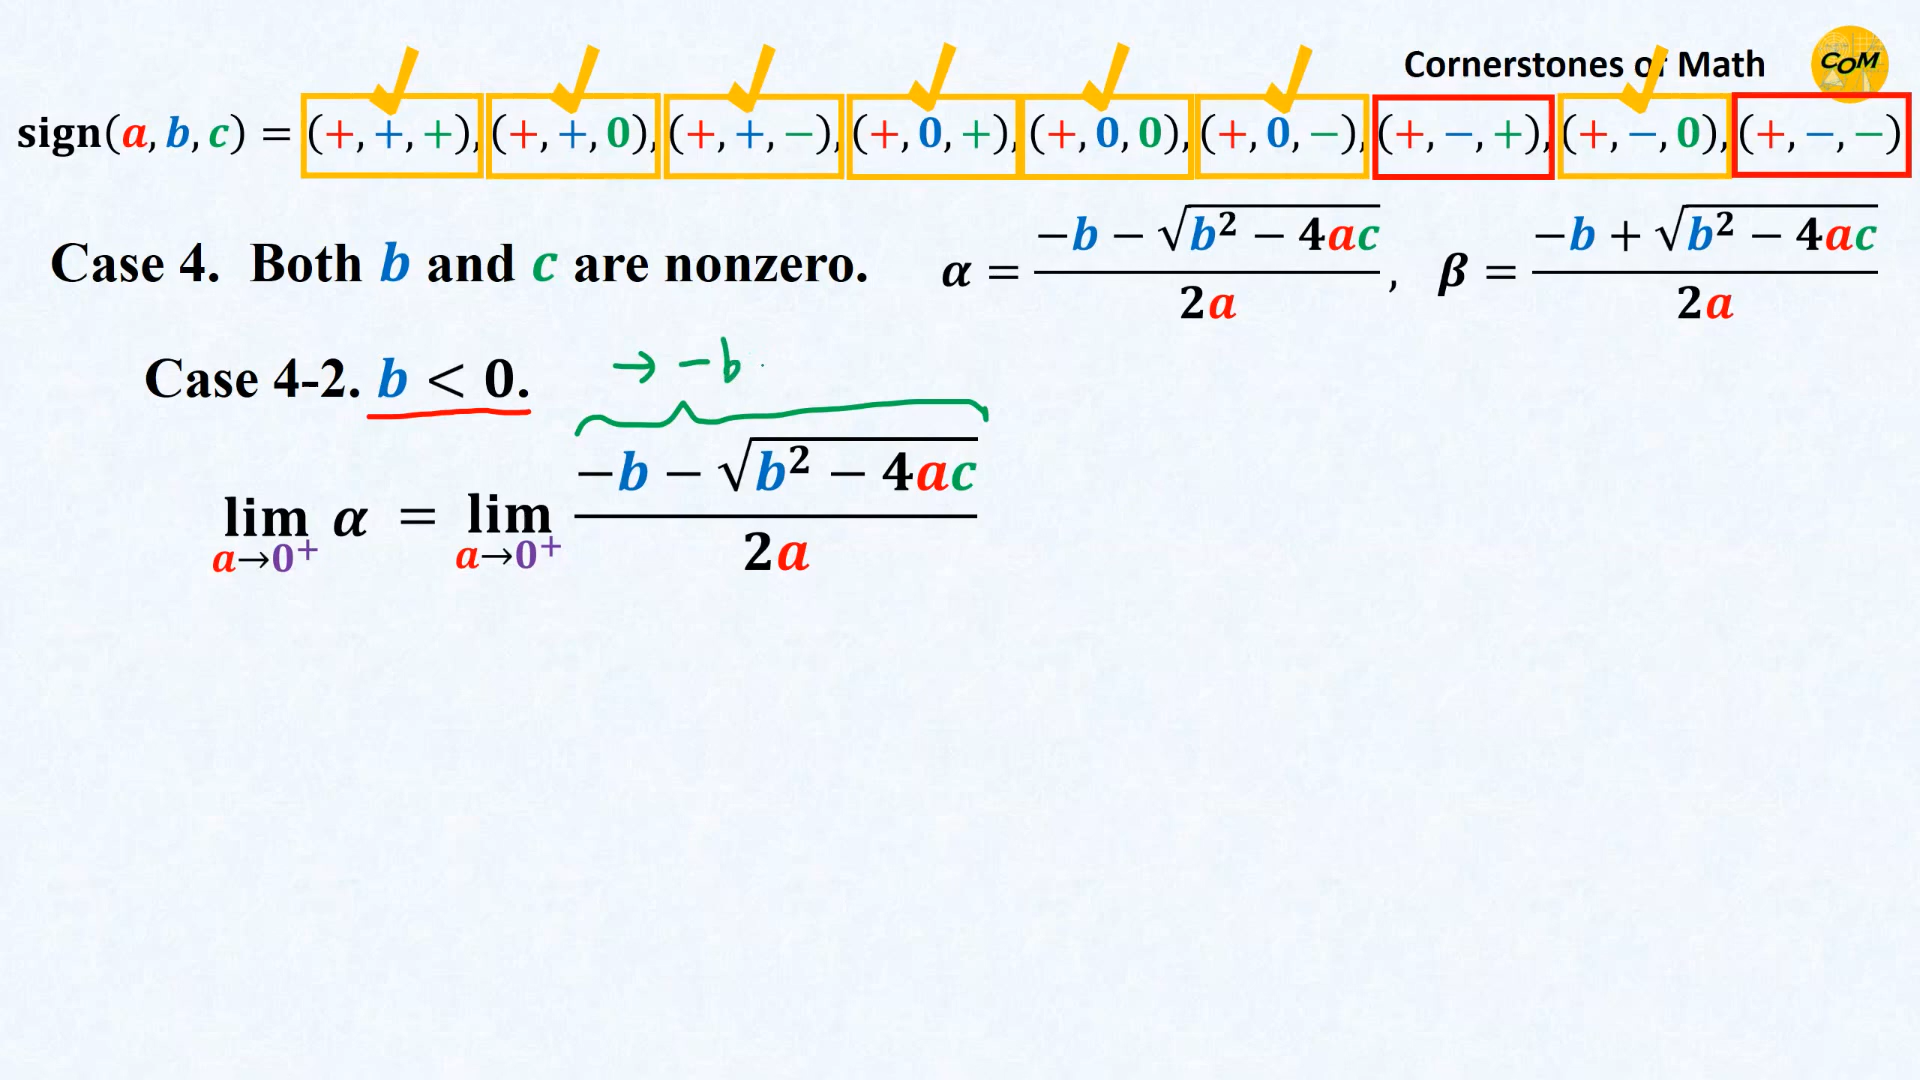 Cornerstones of Math
CoM
sign(a, b, c) = (+, +, +), (+, +, 0), (+, +, −), (+, 0, +), (+, 0, 0), (+, 0, −), (+, −, +), (+, −, 0), (+, −, −)
Case 4. Both b and c are nonzero. α = (−b − √(b² − 4ac))/(2a), β = (−b + √(b² − 4ac))/(2a)
Case 4-2. b < 0. → −b
lim_{a→0⁺} α = lim_{a→0⁺} (−b − √(b² − 4ac))/(2a)